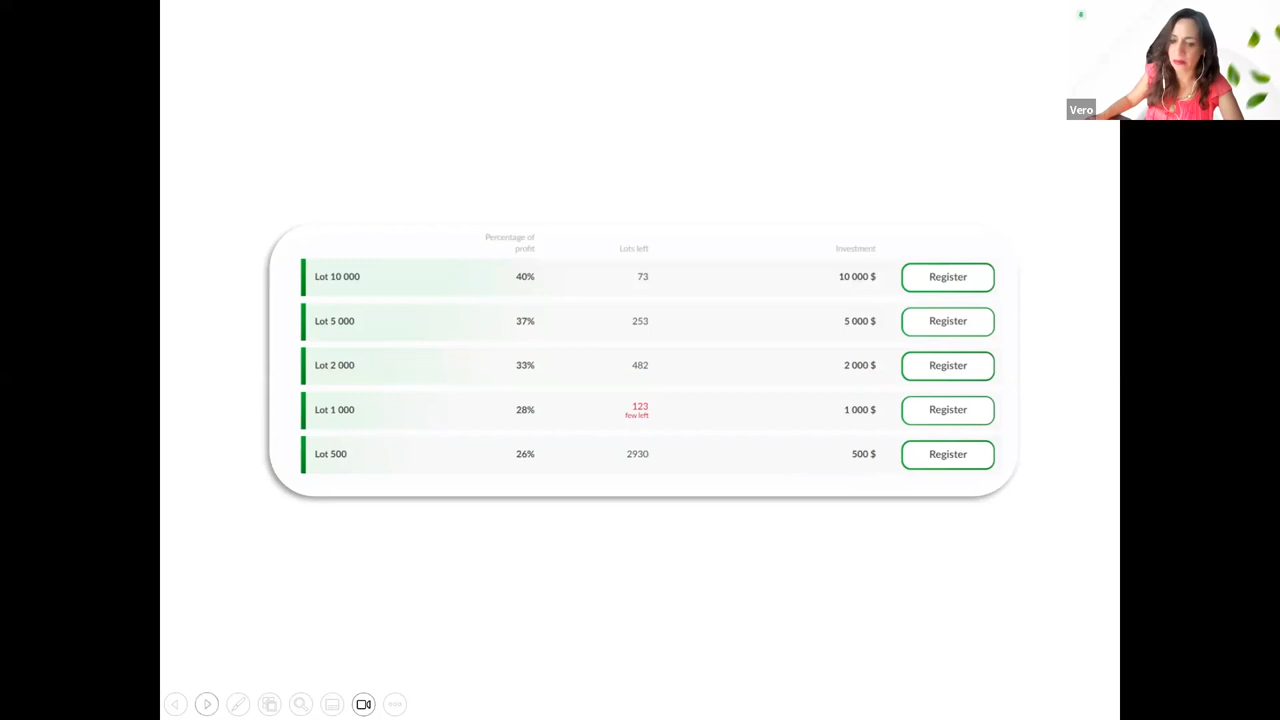 Vero
Percentage of
profit
Lots left
Investment
Lot 10 000 40% 73 10 000 $ Register
Lot 5 000 37% 253 5 000 $ Register
Lot 2 000 33% 482 2 000 $ Register
Lot 1 000 28% 123 1 000 $ Register
few left
Lot 500 26% 2930 500 $ Register